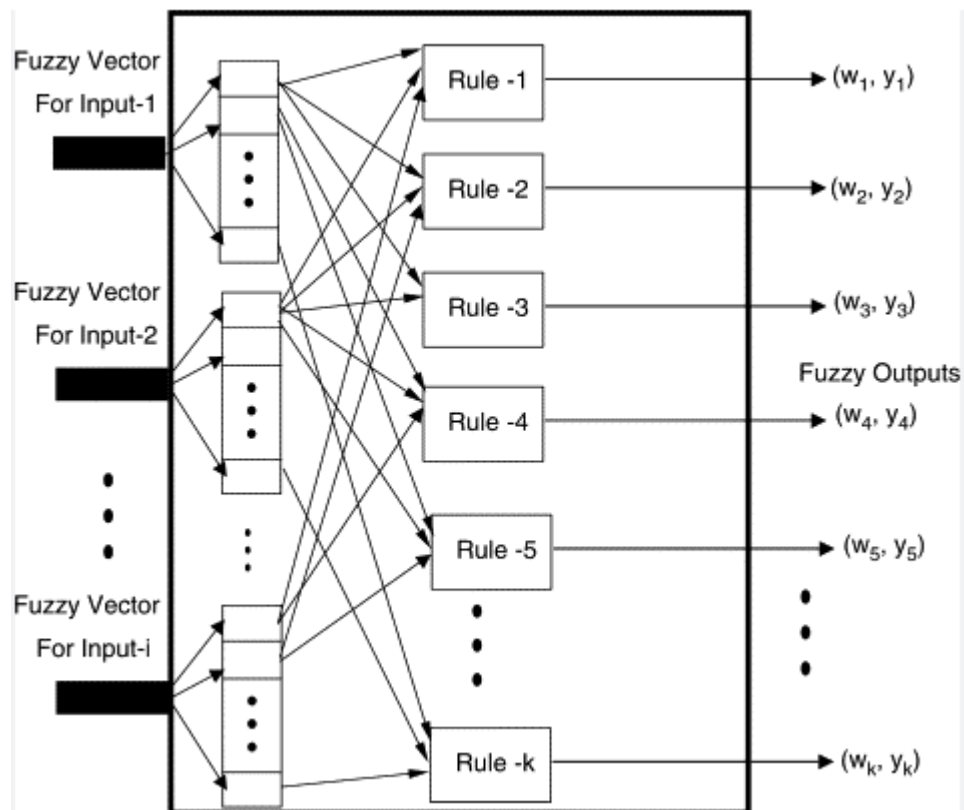 Fuzzy Vector
For Input-1
Rule -1
(w1, y1)
Rule -2
(w2, y2)
Fuzzy Vector
For Input-2
Rule -3
(w3, y3)
Fuzzy Outputs
Rule -4
(w4, y4)
Rule -5
(w5, y5)
Fuzzy Vector
For Input-i
Rule -k
(wk, yk)